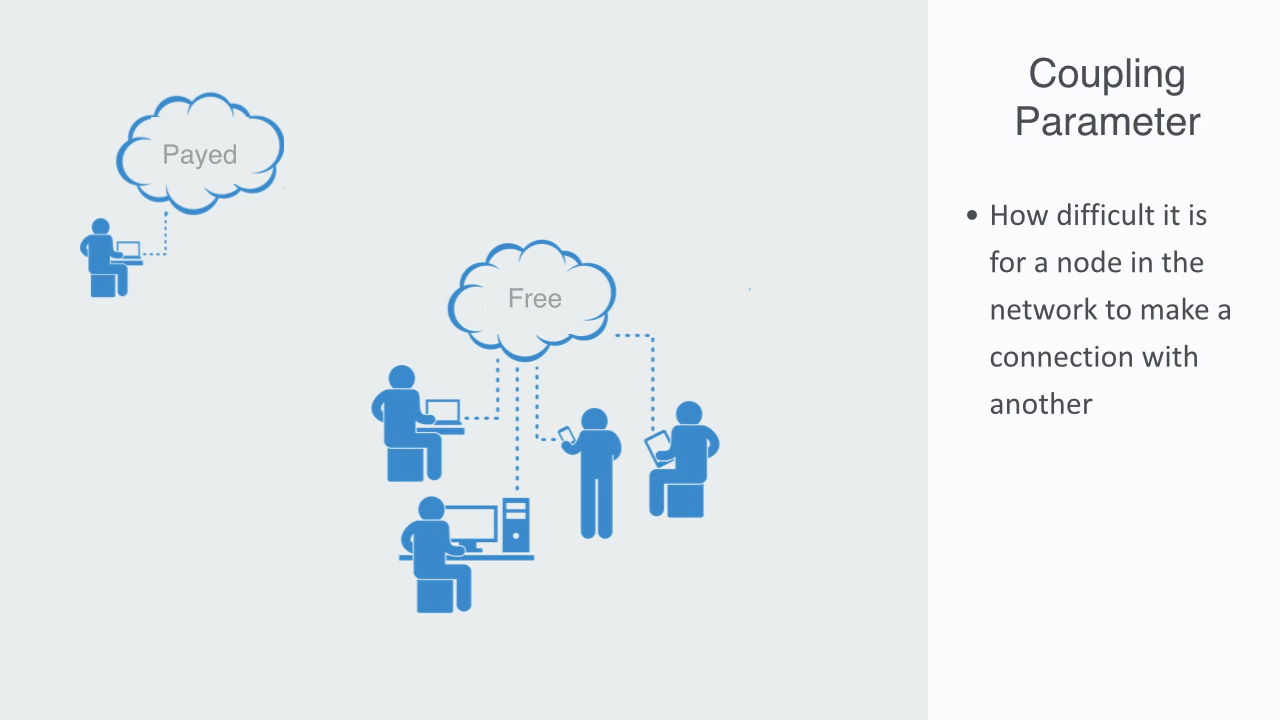 Payed
Free
Coupling
Parameter
• How difficult it is
for a node in the
network to make a
connection with
another